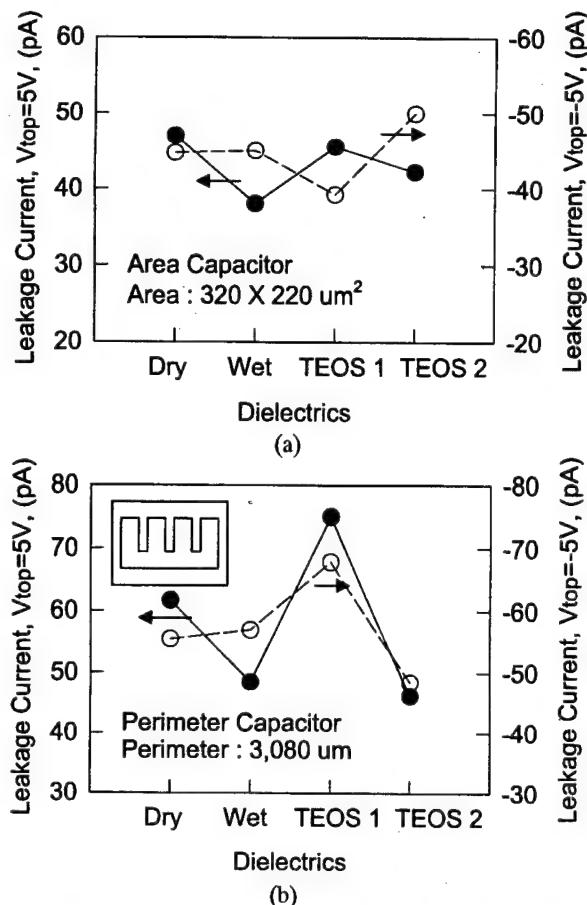 Leakage Current, Vtop=5V, (pA)
60
50
40
30
20
-60
-50
-40
-30
-20
Leakage Current, Vtop=-5V, (pA)
Area Capacitor
Area : 320 X 220 um²
Dry Wet TEOS 1 TEOS 2
Dielectrics
(a)
Leakage Current, Vtop=5V, (pA)
80
70
60
50
40
30
-80
-70
-60
-50
-40
-30
Leakage Current, Vtop=-5V, (pA)
Perimeter Capacitor
Perimeter : 3,080 um
Dry Wet TEOS 1 TEOS 2
Dielectrics
(b)